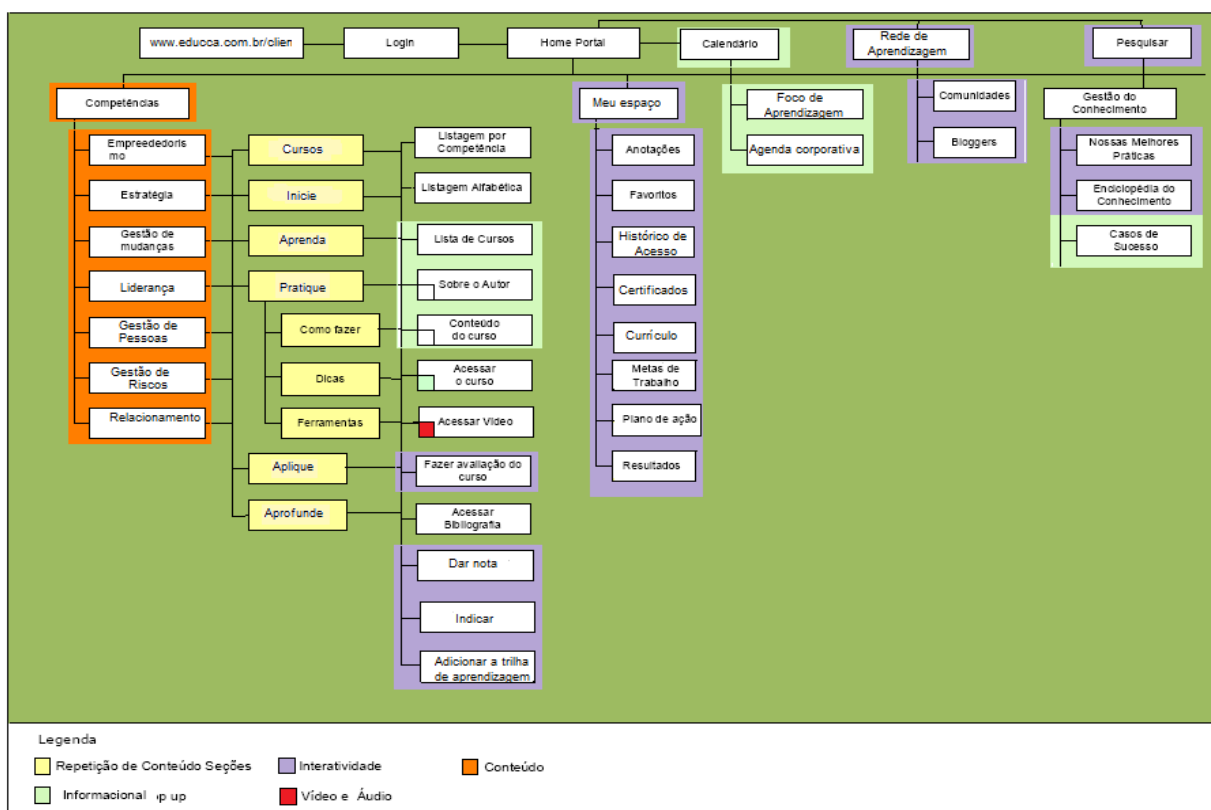 www.educca.com.br/clien
Login
Home Portal
Calendário
Rede de
Aprendizagem
Pesquisar
Competências
Meu espaço
Foco de
Aprendizagem
Agenda corporativa
Comunidades
Bloggers
Gestão do
Conhecimento
Nossas Melhores
Práticas
Enciclopédia do
Conhecimento
Casos de
Sucesso
Empreededoris
mo
Estratégia
Gestão de
mudanças
Liderança
Gestão de
Pessoas
Gestão de
Riscos
Relacionamento
Cursos
Inicie
Aprenda
Pratique
Como fazer
Dicas
Ferramentas
Aplique
Aprofunde
Listagem por
Competência
Listagem Alfabética
Lista de Cursos
Sobre o Autor
Conteúdo
do curso
Acessar
o curso
Acessar Vídeo
Fazer avaliação do
curso
Acessar
Bibliografia
Dar nota
Indicar
Adicionar a trilha
de aprendizagem
Anotações
Favoritos
Histórico de
Acesso
Certificados
Currículo
Metas de
Trabalho
Plano de ação
Resultados
Legenda
Repetição de Conteúdo Seções
Interatividade
Conteúdo
Informacional up
Vídeo e Áudio